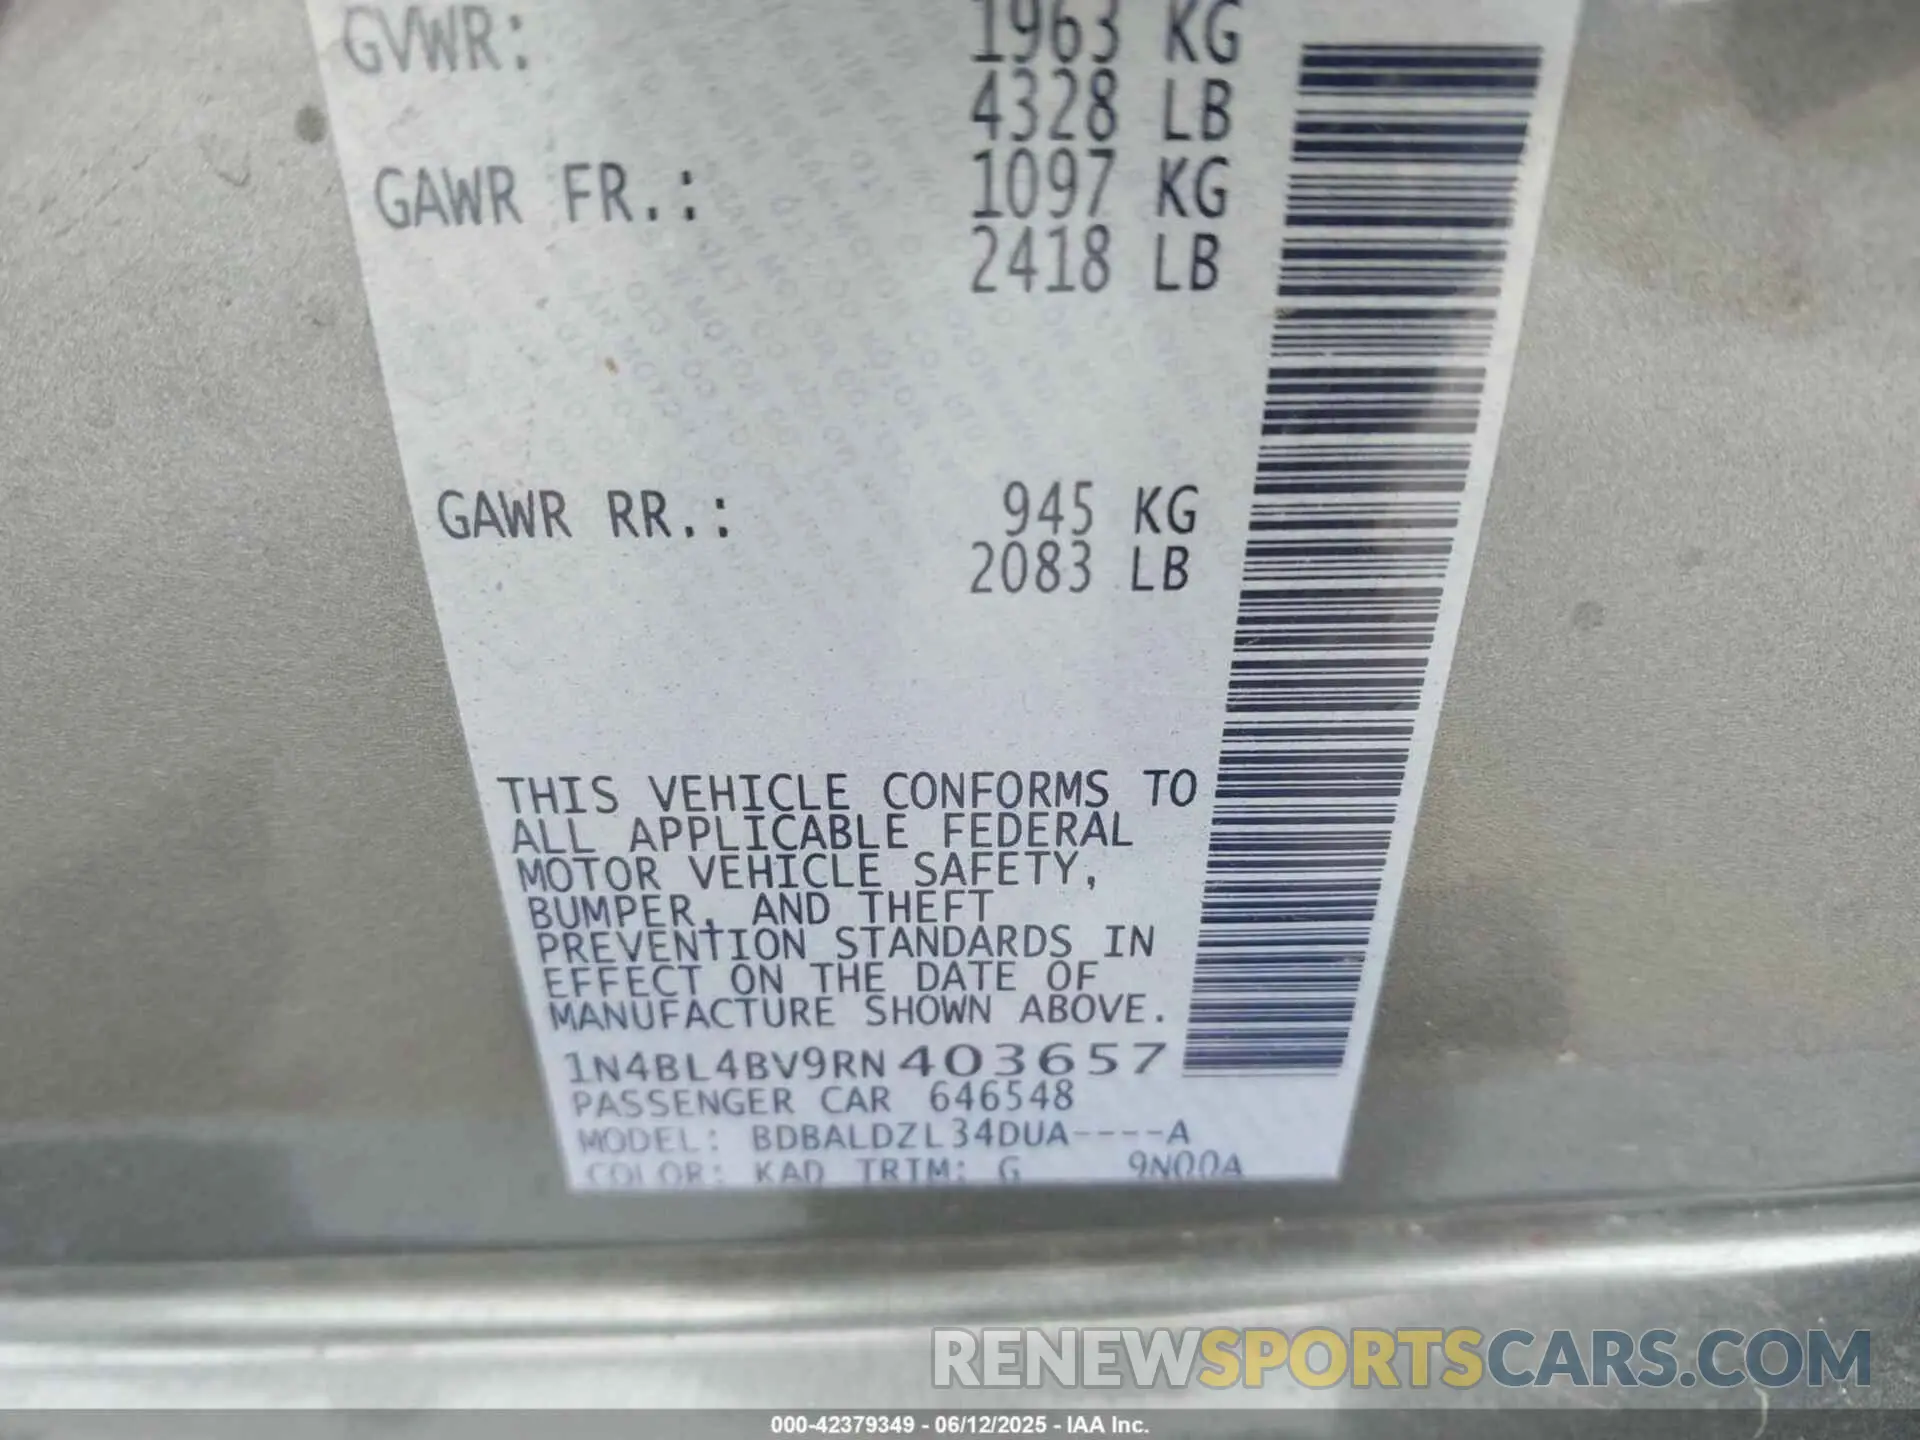 GVWR: 1963 KG
4328 LB
GAWR FR.: 1097 KG
2418 LB
GAWR RR.: 945 KG
2083 LB
THIS VEHICLE CONFORMS TO
ALL APPLICABLE FEDERAL
MOTOR VEHICLE SAFETY,
BUMPER, AND THEFT
PREVENTION STANDARDS IN
EFFECT ON THE DATE OF
MANUFACTURE SHOWN ABOVE.
1N4BL4BV9RN403657
PASSENGER CAR 646548
MODEL: BDBALDZL34DUA----A
COLOR: KAD TRIM: G 9N00A
RENEWSPORTSCARS.COM
000-42379349 - 06/12/2025 - IAA Inc.